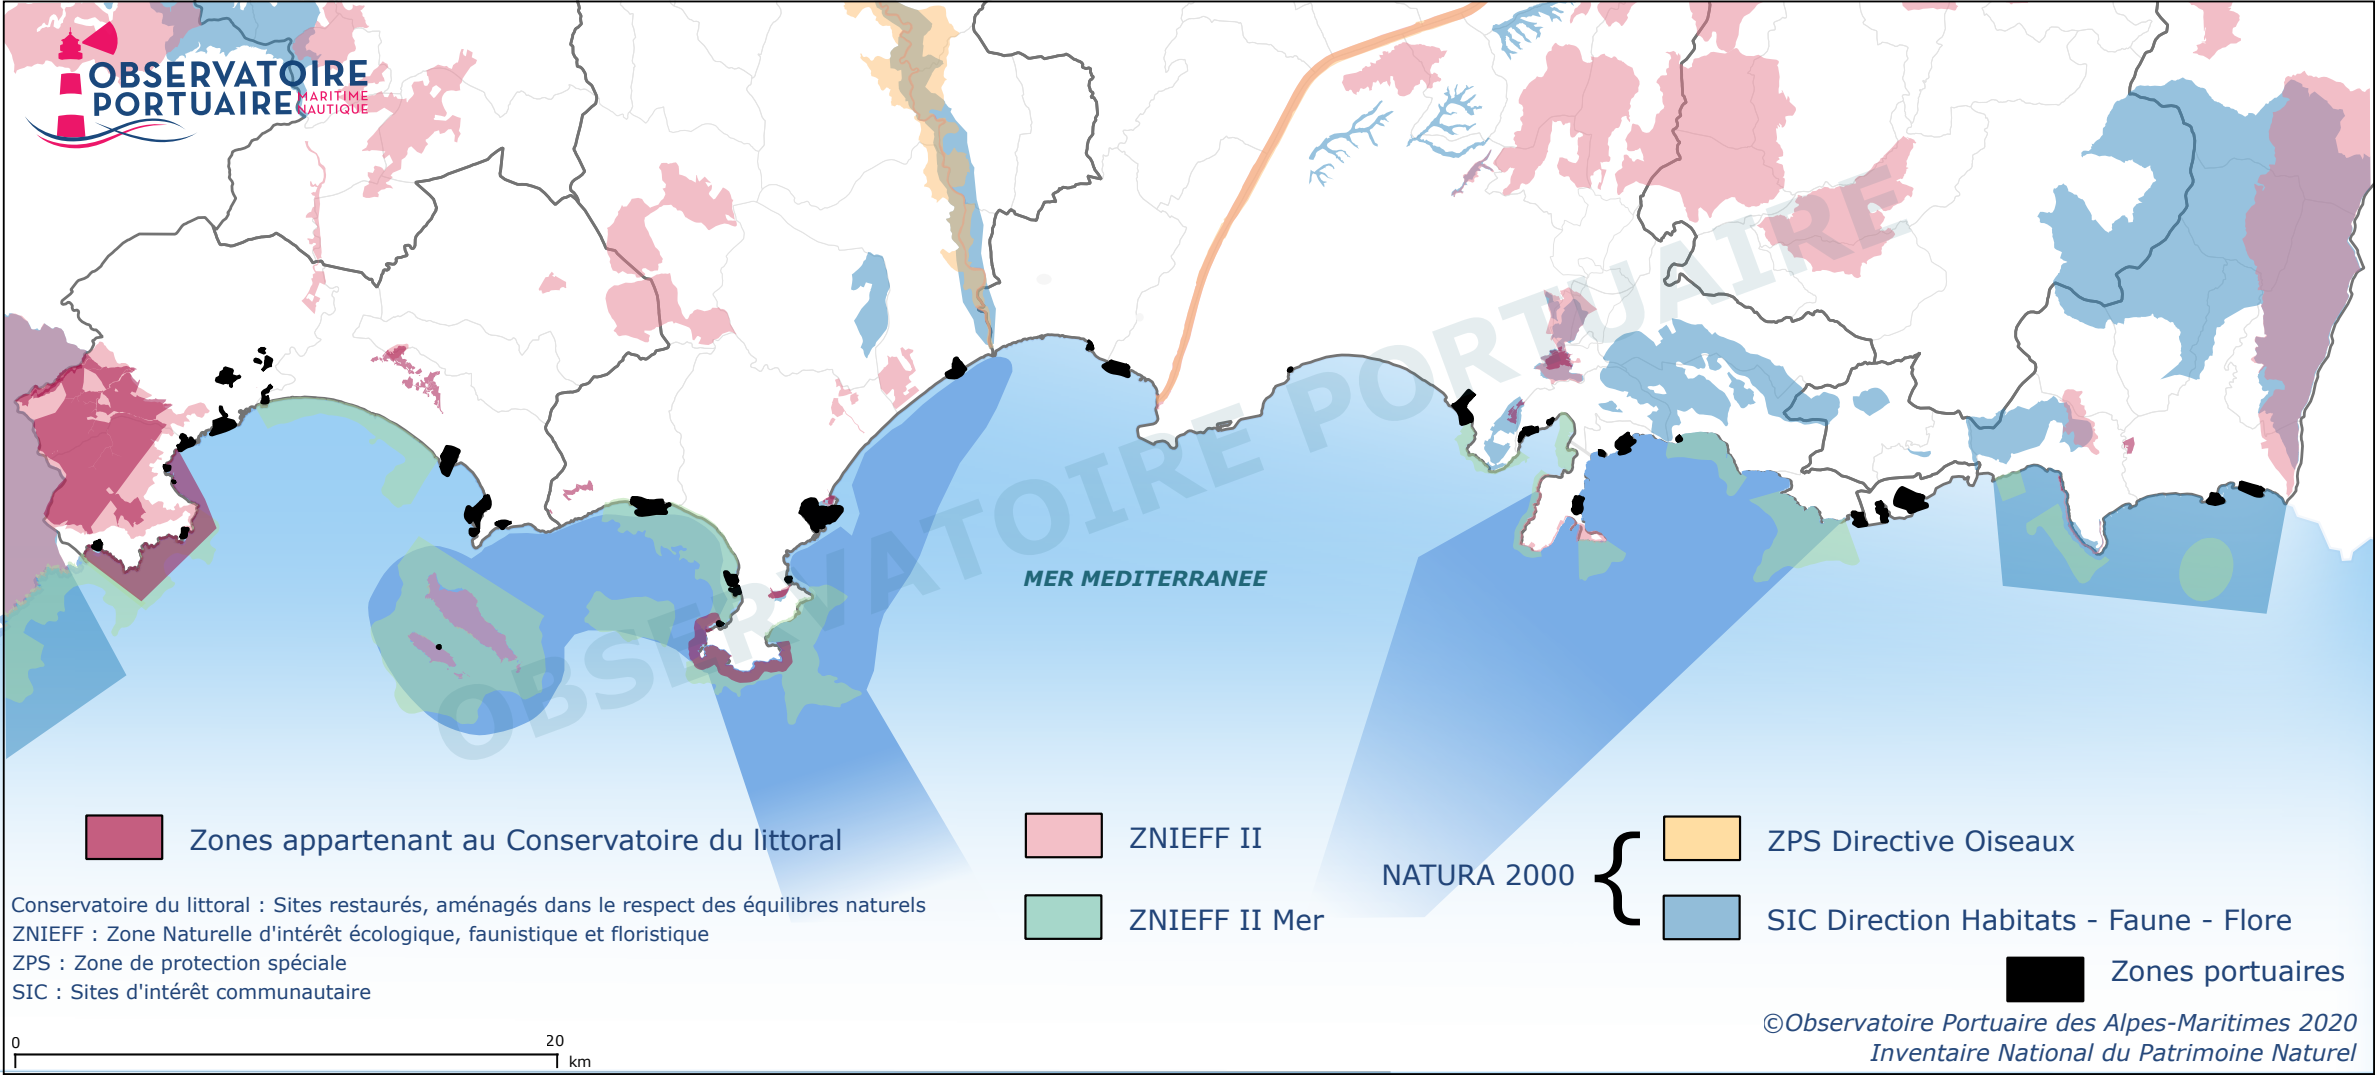 OBSERVATOIRE
PORTUAIRE
MARITIME
NAUTIQUE
OBSERVATOIRE PORTUAIRE
MER MEDITERRANEE
Zones appartenant au Conservatoire du littoral
ZNIEFF II
ZNIEFF II Mer
NATURA 2000
ZPS Directive Oiseaux
SIC Direction Habitats - Faune - Flore
Zones portuaires
Conservatoire du littoral : Sites restaurés, aménagés dans le respect des équilibres naturels
ZNIEFF : Zone Naturelle d'intérêt écologique, faunistique et floristique
ZPS : Zone de protection spéciale
SIC : Sites d'intérêt communautaire
0 20
km
©Observatoire Portuaire des Alpes-Maritimes 2020
Inventaire National du Patrimoine Naturel